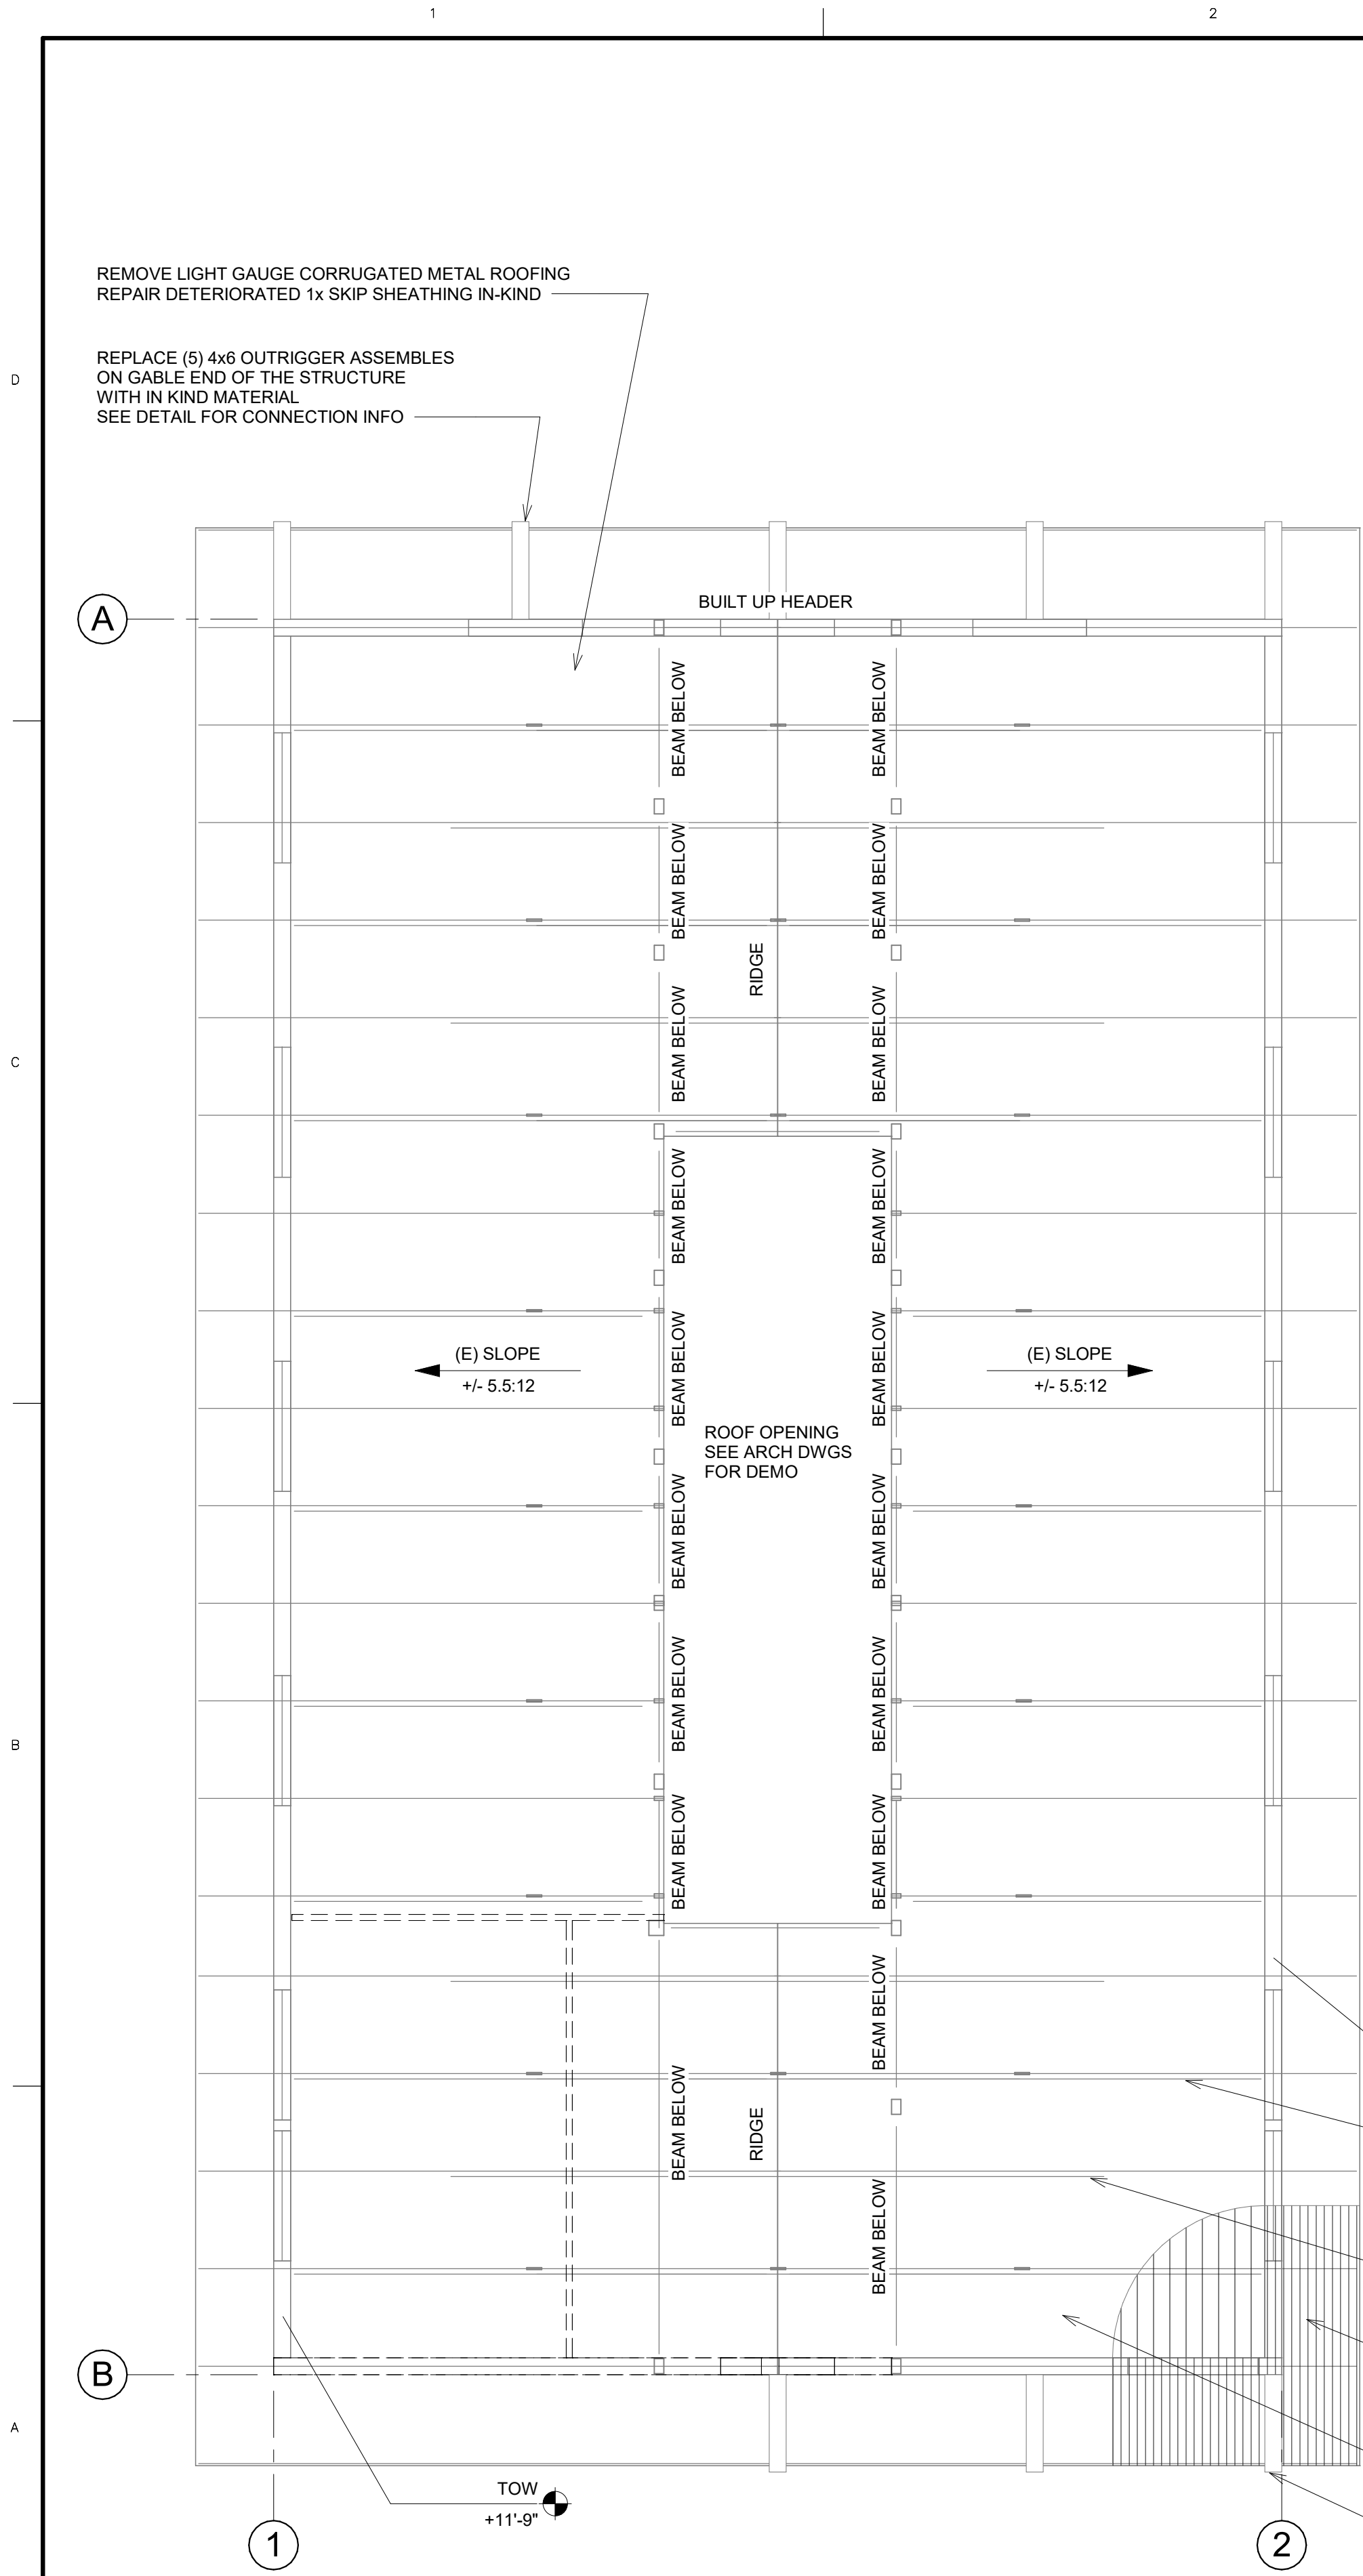 1
2
REMOVE LIGHT GAUGE CORRUGATED METAL ROOFING
REPAIR DETERIORATED 1x SKIP SHEATHING IN-KIND
D
REPLACE (5) 4x6 OUTRIGGER ASSEMBLES
ON GABLE END OF THE STRUCTURE
WITH IN KIND MATERIAL
SEE DETAIL FOR CONNECTION INFO
BUILT UP HEADER
A
BEAM BELOW
BEAM BELOW
BEAM BELOW
BEAM BELOW
RIDGE
BEAM BELOW
BEAM BELOW
C
BEAM BELOW
BEAM BELOW
(E) SLOPE
+/- 5.5:12
BEAM BELOW
BEAM BELOW
(E) SLOPE
+/- 5.5:12
ROOF OPENING
SEE ARCH DWGS
FOR DEMO
BEAM BELOW
BEAM BELOW
BEAM BELOW
BEAM BELOW
B
BEAM BELOW
BEAM BELOW
BEAM BELOW
BEAM BELOW
RIDGE
BEAM BELOW
B
A
TOW
+11'-9"
1
2